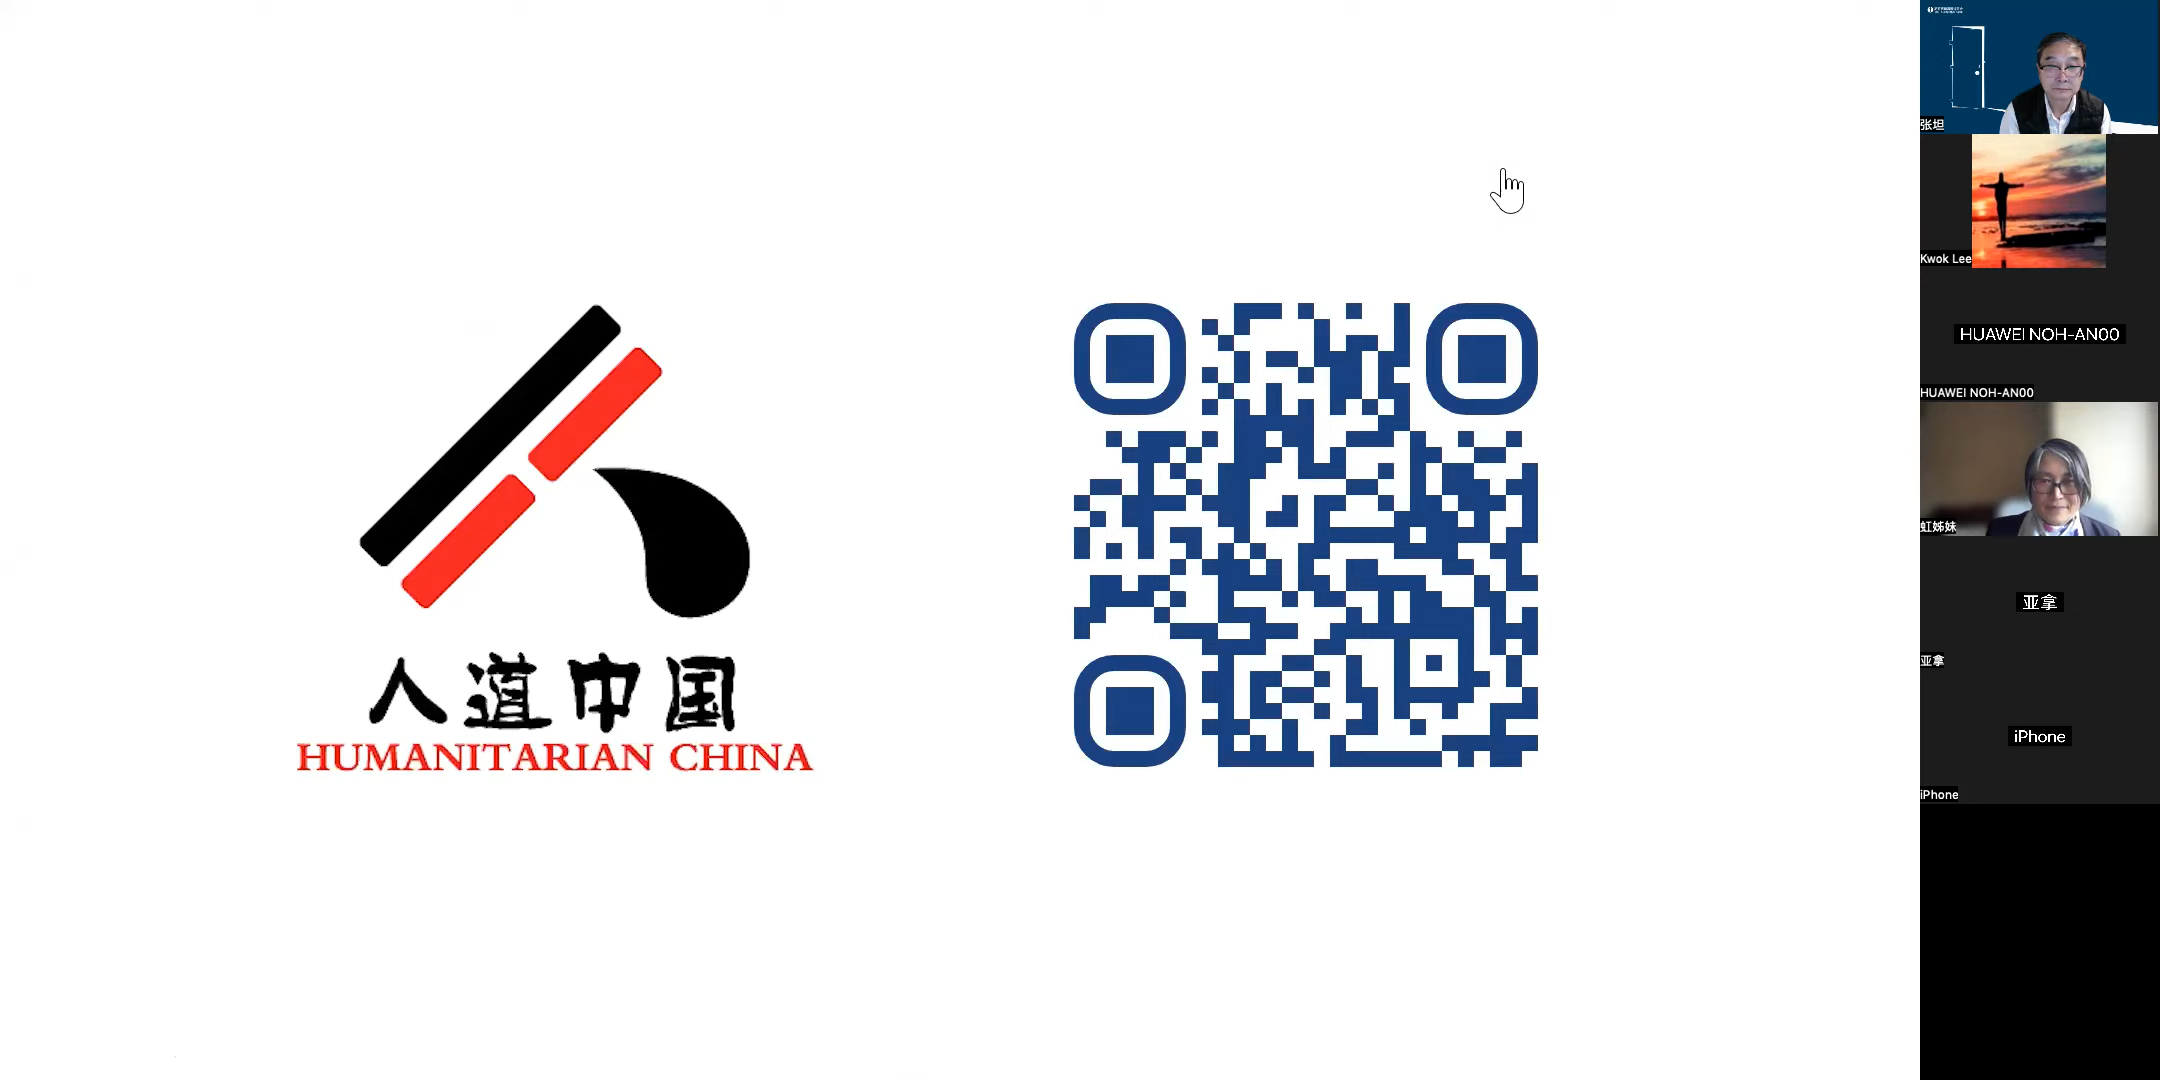 人道中国
HUMANITARIAN CHINA
张坦
Kwok Lee
HUAWEI NOH-AN00
HUAWEI NOH-AN00
虹姊妹
亚拿
亚拿
iPhone
iPhone